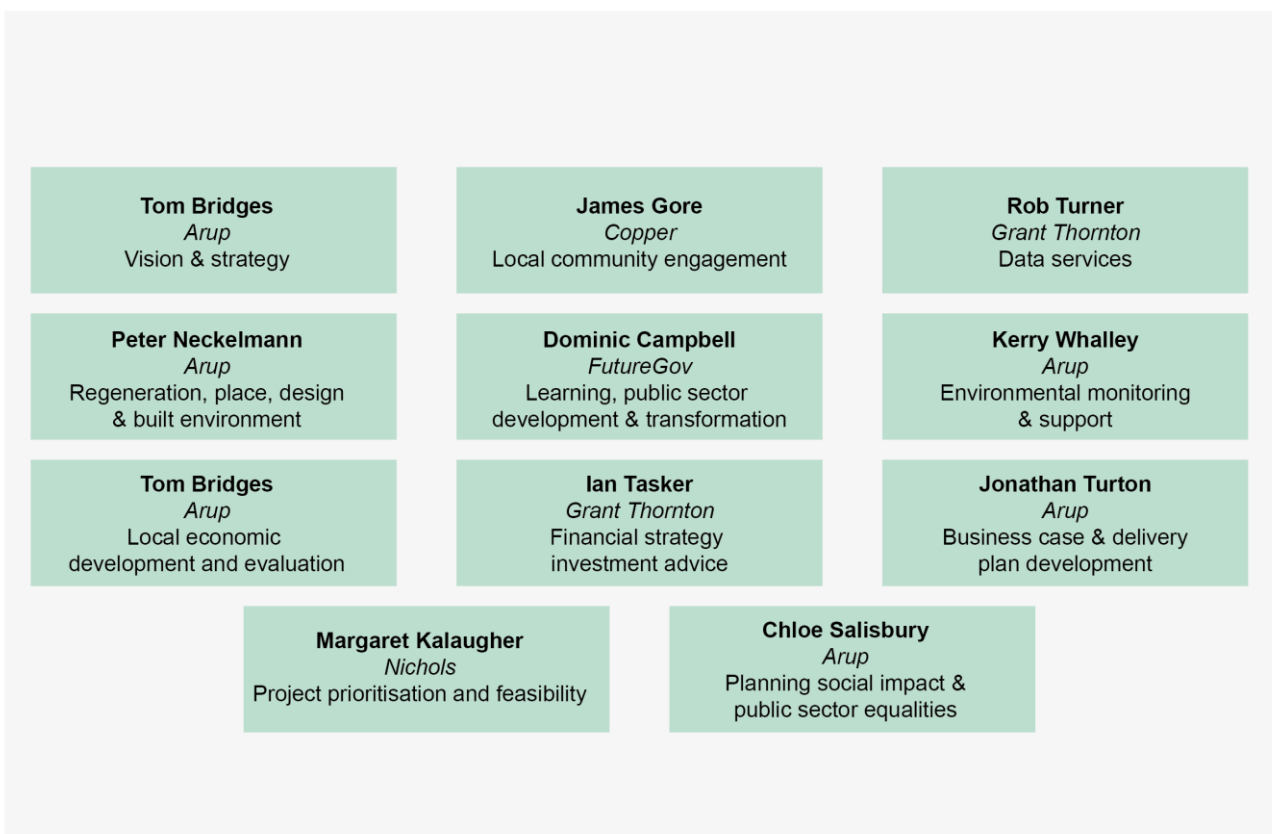 Tom Bridges
Arup
Vision & strategy
James Gore
Copper
Local community engagement
Rob Turner
Grant Thornton
Data services
Peter Neckelmann
Arup
Regeneration, place, design
& built environment
Dominic Campbell
FutureGov
Learning, public sector
development & transformation
Kerry Whalley
Arup
Environmental monitoring
& support
Tom Bridges
Arup
Local economic
development and evaluation
Ian Tasker
Grant Thornton
Financial strategy
investment advice
Jonathan Turton
Arup
Business case & delivery
plan development
Margaret Kalaugher
Nichols
Project prioritisation and feasibility
Chloe Salisbury
Arup
Planning social impact &
public sector equalities